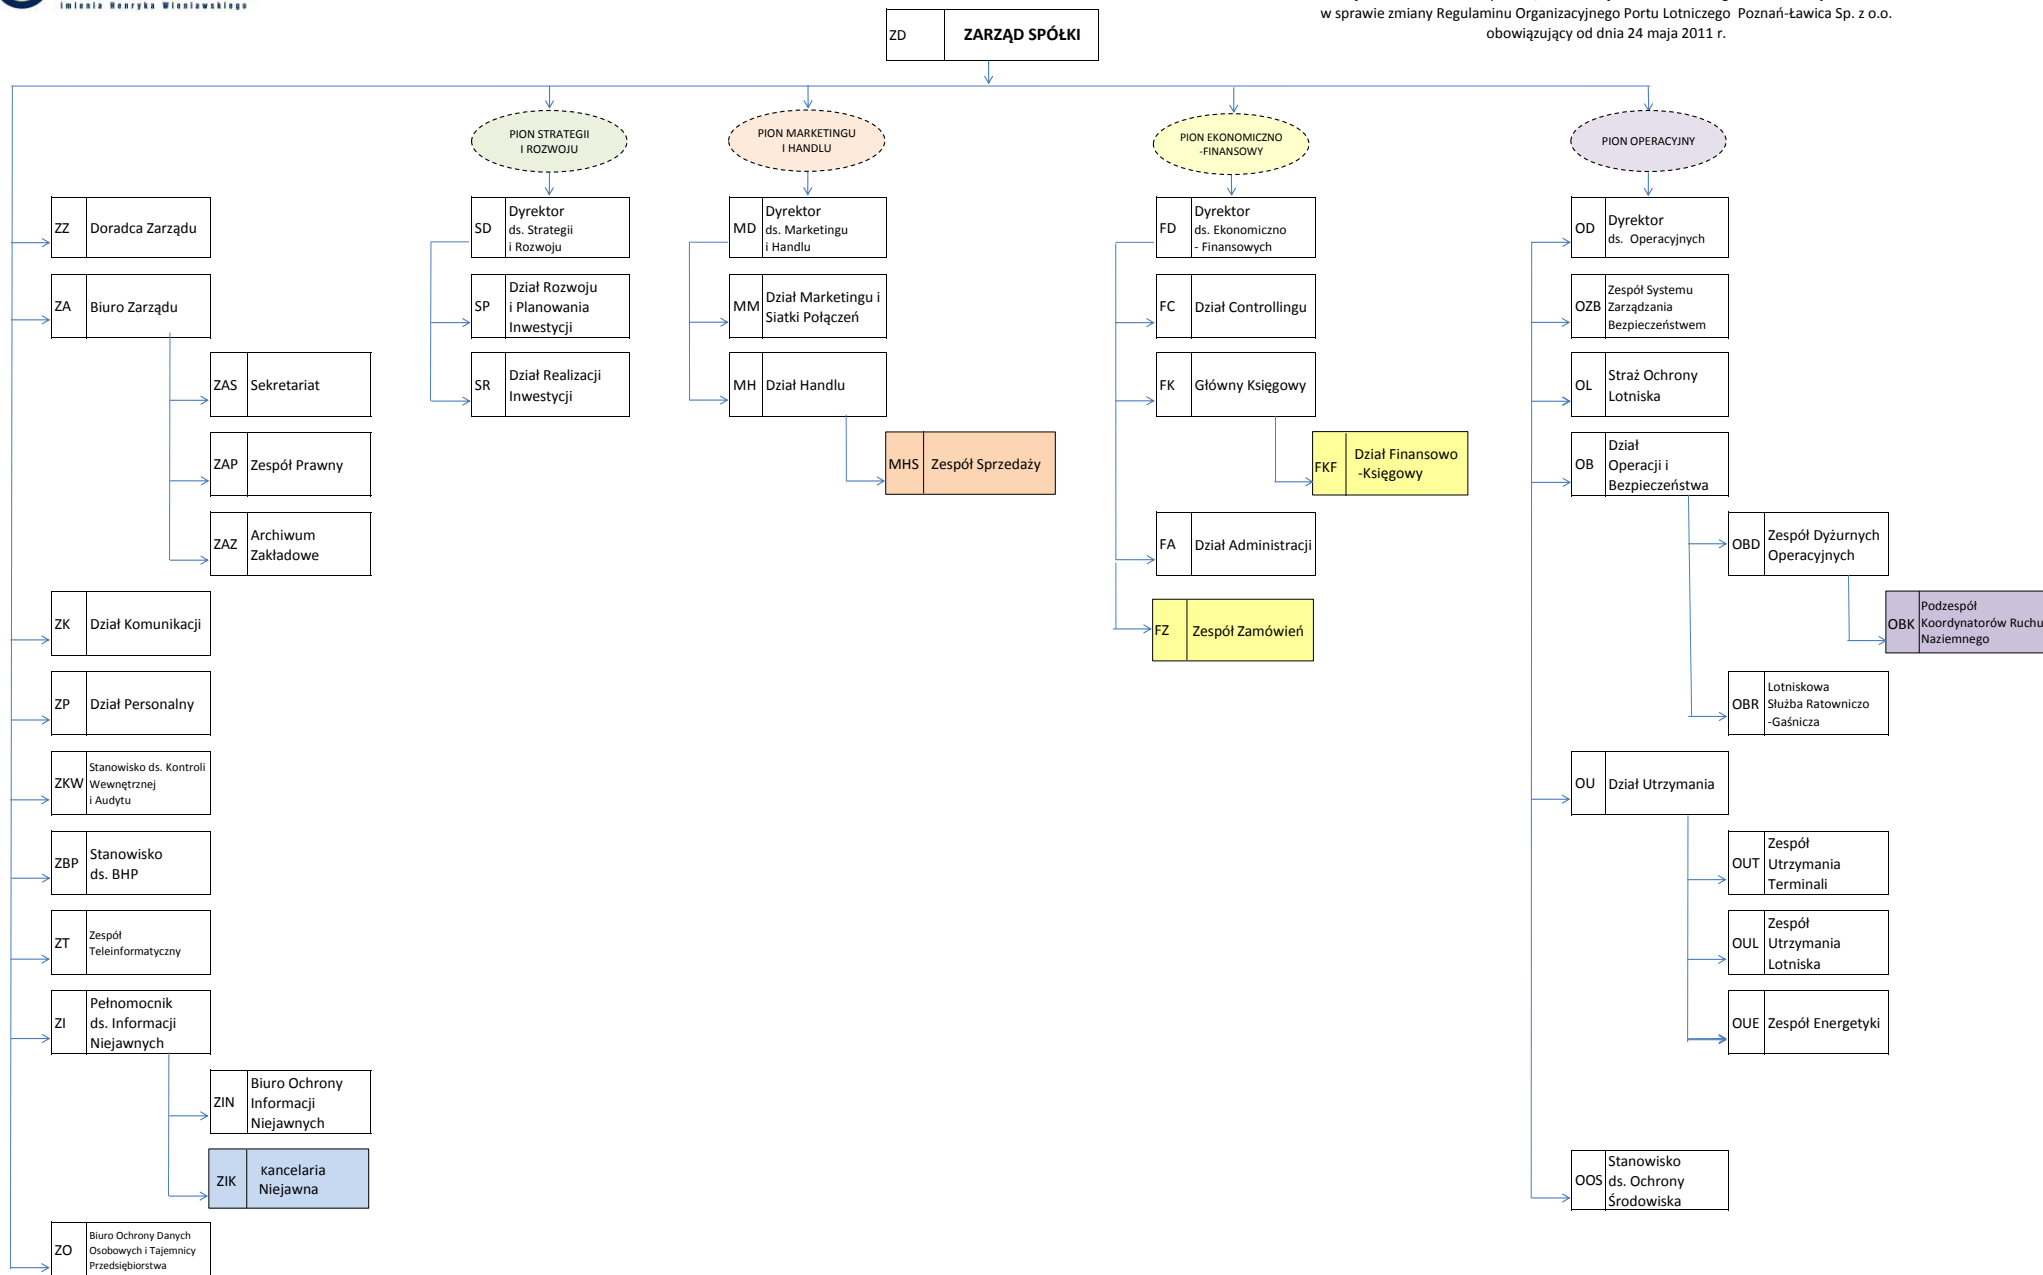 Imienia Henryka Wieniawskiego
w sprawie zmiany Regulaminu Organizacyjnego Portu Lotniczego Poznań-Ławica Sp. z o.o.
obowiązujący od dnia 24 maja 2011 r.
ZD ZARZĄD SPÓŁKI
PION STRATEGII
I ROZWOJU
PION MARKETINGU
I HANDLU
PION EKONOMICZNO
-FINANSOWY
PION OPERACYJNY
ZZ Doradca Zarządu
ZA Biuro Zarządu
ZAS Sekretariat
ZAP Zespół Prawny
ZAZ Archiwum
Zakładowe
ZK Dział Komunikacji
ZP Dział Personalny
ZKW Stanowisko ds. Kontroli
Wewnętrznej
i Audytu
ZBP Stanowisko
ds. BHP
ZT Zespół
Teleinformatyczny
ZI Pełnomocnik
ds. Informacji
Niejawnych
ZIN Biuro Ochrony
Informacji
Niejawnych
ZIK Kancelaria
Niejawna
ZO Biuro Ochrony Danych
Osobowych i Tajemnicy
Przedsiębiorstwa
SD Dyrektor
ds. Strategii
i Rozwoju
SP Dział Rozwoju
i Planowania
Inwestycji
SR Dział Realizacji
Inwestycji
MD Dyrektor
ds. Marketingu
i Handlu
MM Dział Marketingu i
Siatki Połączeń
MH Dział Handlu
MHS Zespół Sprzedaży
FD Dyrektor
ds. Ekonomiczno
- Finansowych
FC Dział Controllingu
FK Główny Księgowy
FKF Dział Finansowo
-Księgowy
FA Dział Administracji
FZ Zespół Zamówień
OD Dyrektor
ds. Operacyjnych
OZB Zespół Systemu
Zarządzania
Bezpieczeństwem
OL Straż Ochrony
Lotniska
OB Dział
Operacji i
Bezpieczeństwa
OBD Zespół Dyżurnych
Operacyjnych
OBK Podzespół
Koordynatorów Ruchu
Naziemnego
OBR Lotniskowa
Służba Ratowniczo
-Gaśnicza
OU Dział Utrzymania
OUT Zespół
Utrzymania
Terminali
OUL Zespół
Utrzymania
Lotniska
OUE Zespół Energetyki
OOS Stanowisko
ds. Ochrony
Środowiska